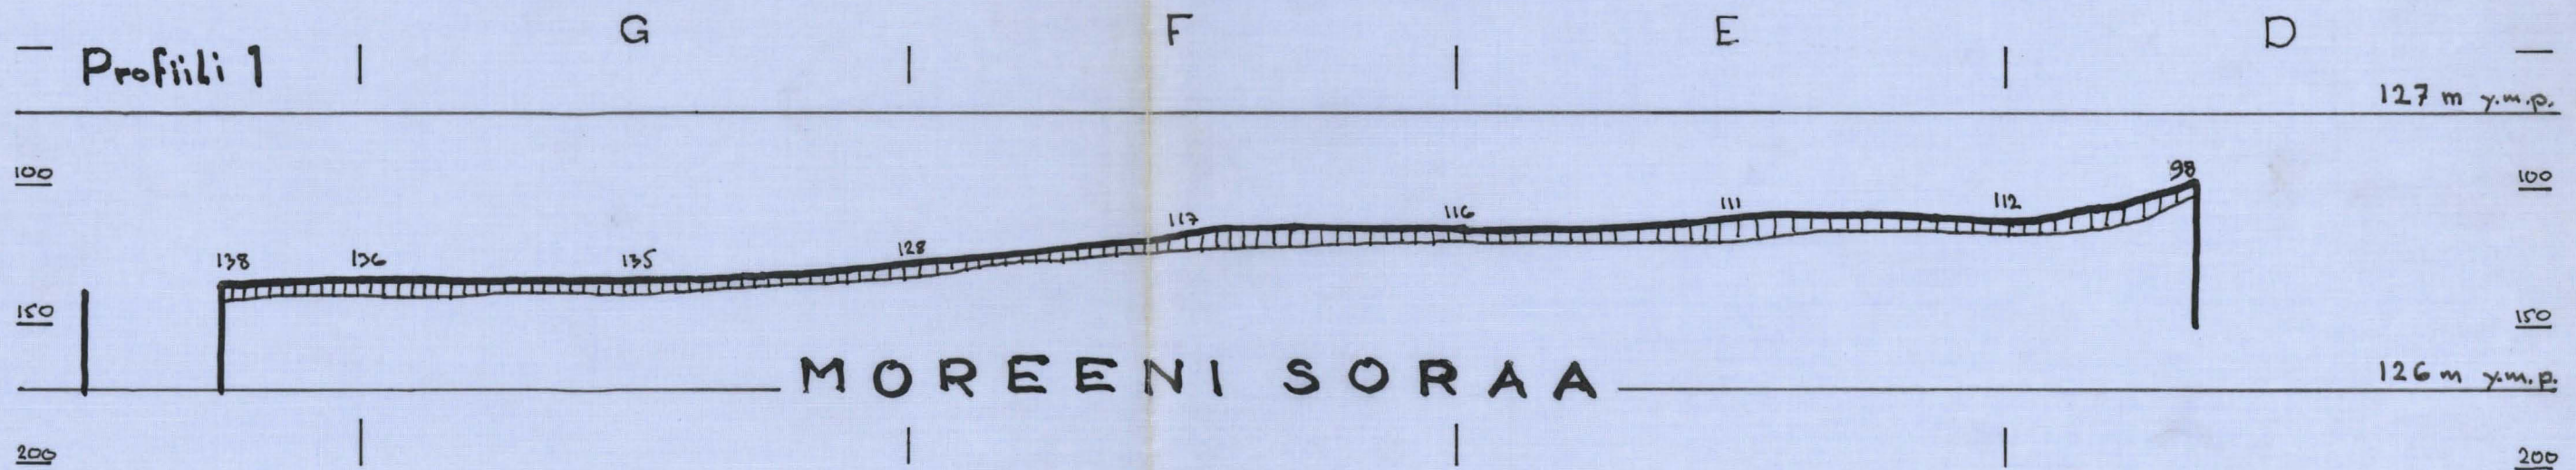 G F E D
Profiili 1
127 m y.m.p.
100 100
98
117 116 111 112
138 136 135 128
150 150
MOREENI SORAA
126 m y.m.p.
200 200